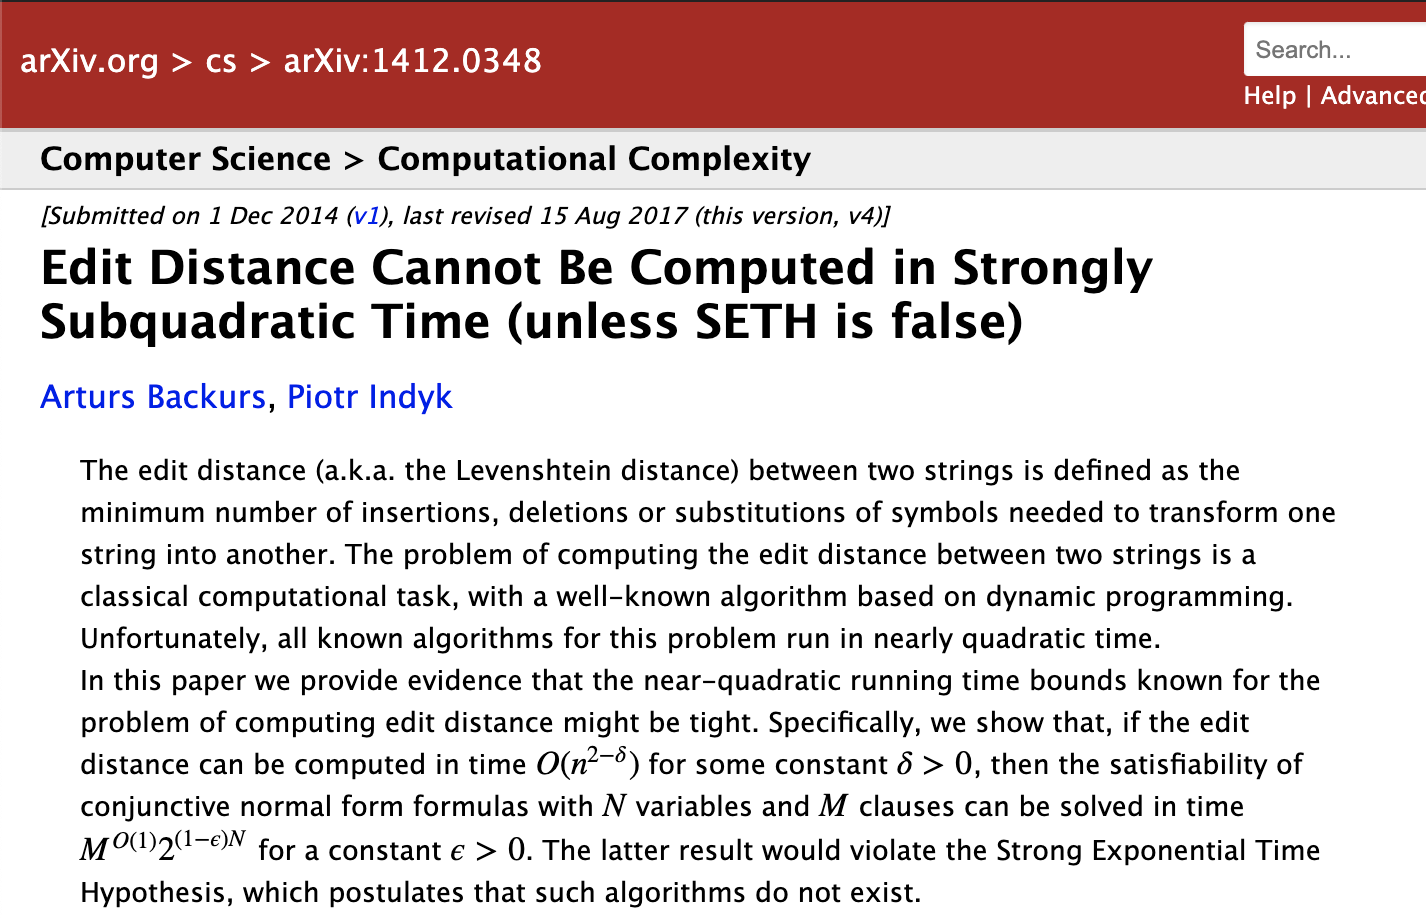 arXiv.org > cs > arXiv:1412.0348
Search...
Help | Advanced
Computer Science > Computational Complexity
[Submitted on 1 Dec 2014 (v1), last revised 15 Aug 2017 (this version, v4)]
Edit Distance Cannot Be Computed in Strongly
Subquadratic Time (unless SETH is false)
Arturs Backurs, Piotr Indyk
The edit distance (a.k.a. the Levenshtein distance) between two strings is defined as the
minimum number of insertions, deletions or substitutions of symbols needed to transform one
string into another. The problem of computing the edit distance between two strings is a
classical computational task, with a well-known algorithm based on dynamic programming.
Unfortunately, all known algorithms for this problem run in nearly quadratic time.
In this paper we provide evidence that the near-quadratic running time bounds known for the
problem of computing edit distance might be tight. Specifically, we show that, if the edit
distance can be computed in time O(n^{2−δ}) for some constant δ > 0, then the satisfiability of
conjunctive normal form formulas with N variables and M clauses can be solved in time
M^{O(1)}2^{(1−ϵ)N} for a constant ϵ > 0. The latter result would violate the Strong Exponential Time
Hypothesis, which postulates that such algorithms do not exist.